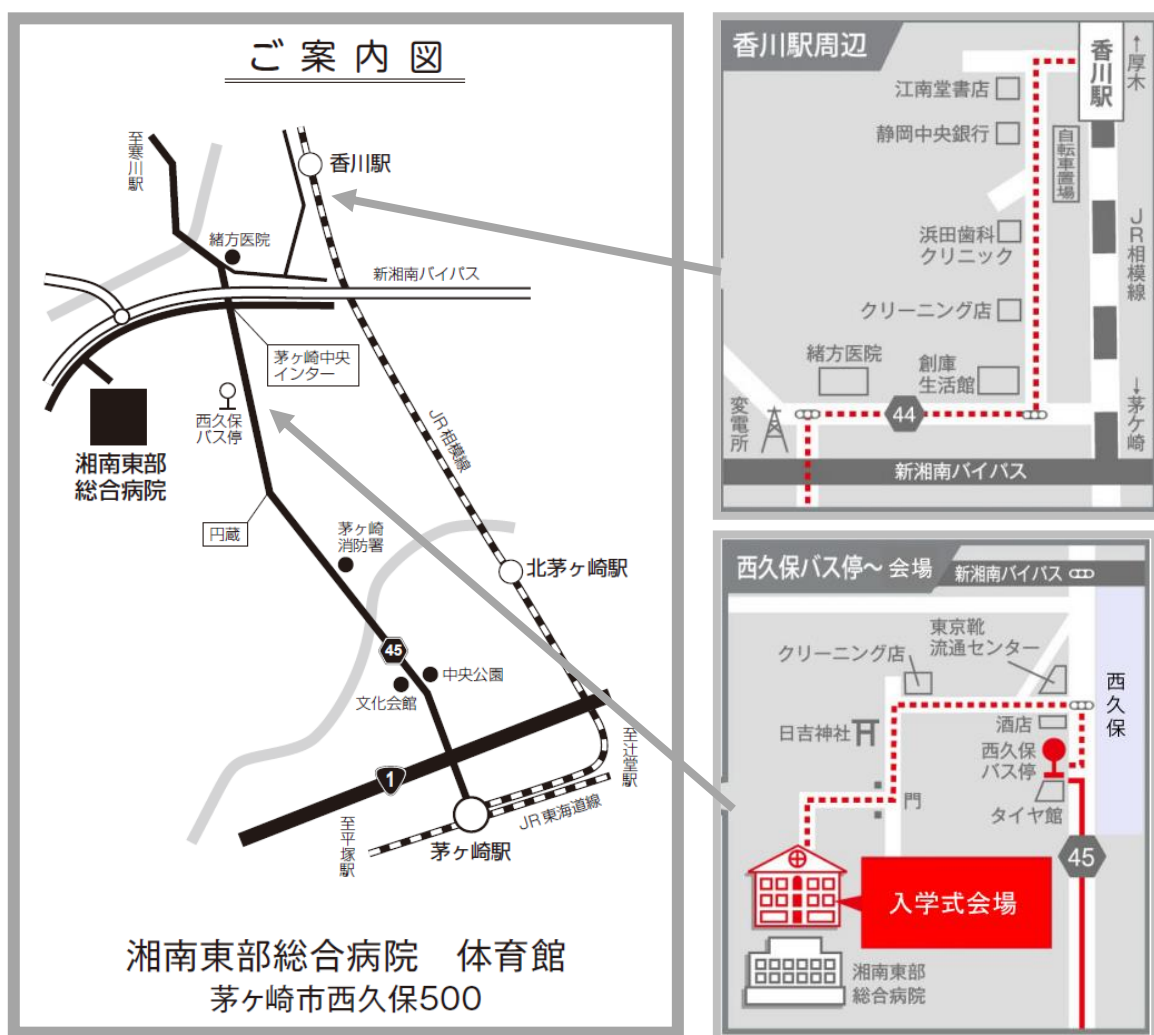 ご案内図
至寒川駅
香川駅
緒方医院
新湘南バイパス
茅ヶ崎中央
インター
西久保
バス停
JR相模線
湘南東部
総合病院
円蔵
茅ヶ崎
消防署
北茅ヶ崎駅
45
中央公園
文化会館
至辻堂駅
1
JR東海道線
至平塚駅
茅ヶ崎駅
湘南東部総合病院 体育館
茅ヶ崎市西久保500
香川駅周辺
香川駅
↑厚木
江南堂書店
静岡中央銀行
自転車置場
JR相模線
浜田歯科
クリニック
クリーニング店
緒方医院
創庫
生活館
↓茅ケ崎
変電所
44
新湘南バイパス
西久保バス停~会場
新湘南バイパス
東京靴
流通センター
クリーニング店
西久保
酒店
日吉神社
西久保
バス停
門
タイヤ館
45
入学式会場
湘南東部
総合病院